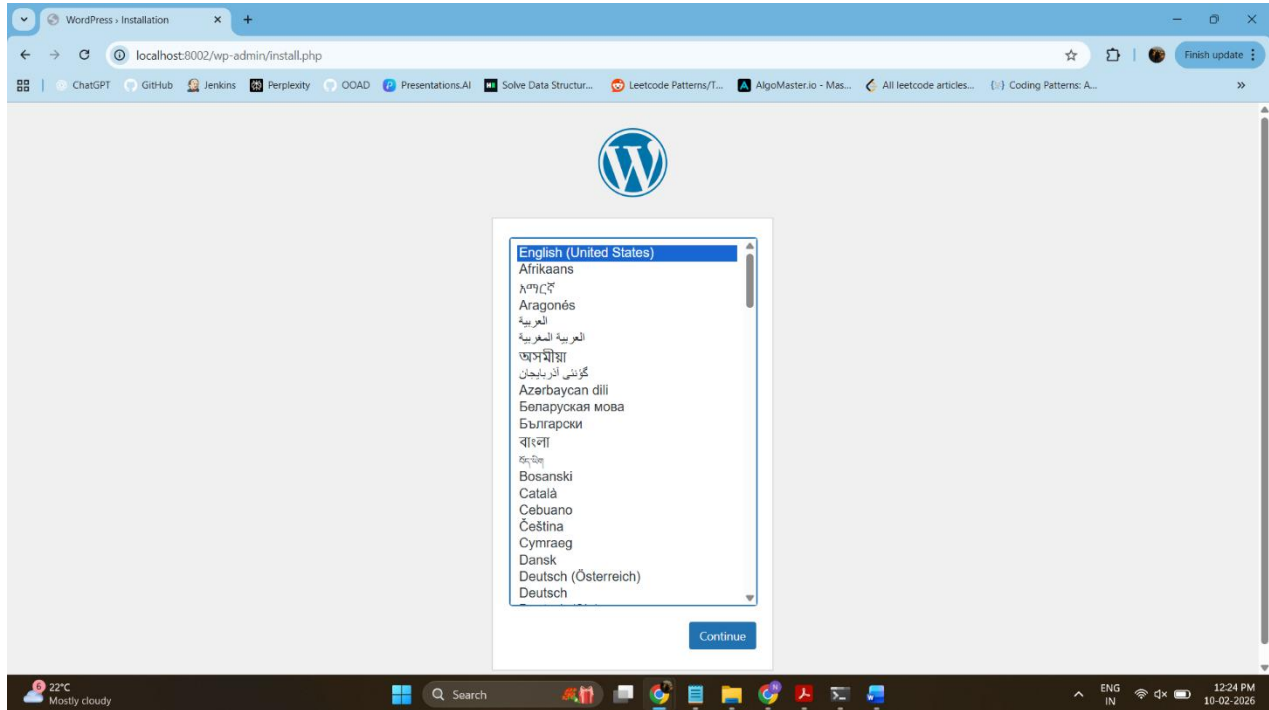 WordPress › Installation
localhost:8002/wp-admin/install.php
Finish update
ChatGPT GitHub Jenkins Perplexity OOAD Presentations.AI Solve Data Structur... Leetcode Patterns/T... AlgoMaster.io - Mas... All leetcode articles... Coding Patterns: A... »
English (United States)
Afrikaans
አማርኛ
Aragonés
العربية
العربية المغربية
অসমীয়া
گؤنئی آذربایجان
Azərbaycan dili
Беларуская мова
Български
বাংলা
བོད་ཡིག
Bosanski
Català
Cebuano
Čeština
Cymraeg
Dansk
Deutsch (Österreich)
Deutsch
Continue
6
22°C
Mostly cloudy
Search
ENG
IN
12:24 PM
10-02-2026